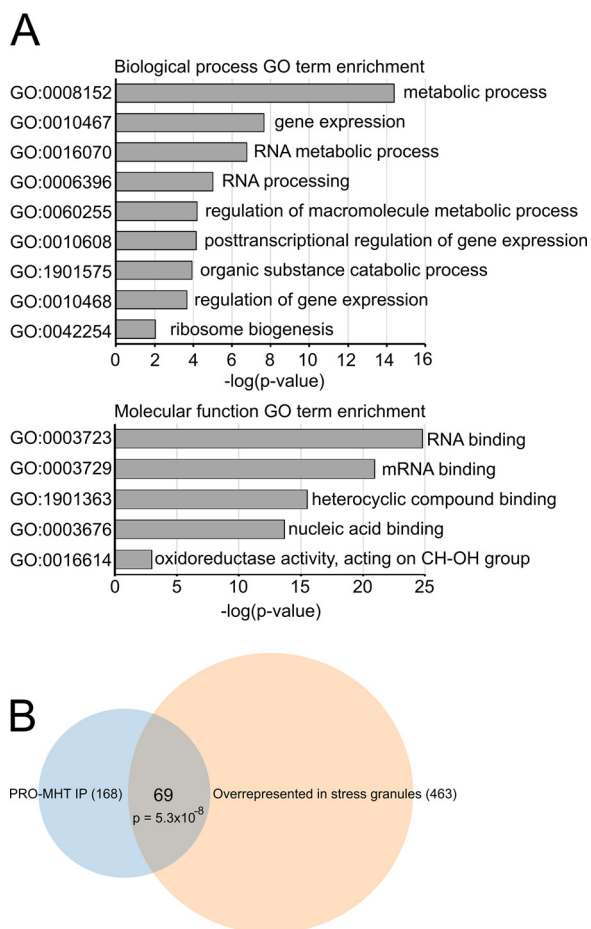 A
Biological process GO term enrichment
GO:0008152 metabolic process
GO:0010467 gene expression
GO:0016070 RNA metabolic process
GO:0006396 RNA processing
GO:0060255 regulation of macromolecule metabolic process
GO:0010608 posttranscriptional regulation of gene expression
GO:1901575 organic substance catabolic process
GO:0010468 regulation of gene expression
GO:0042254 ribosome biogenesis
0 2 4 6 8 10 12 14 16
-log(p-value)
Molecular function GO term enrichment
GO:0003723 RNA binding
GO:0003729 mRNA binding
GO:1901363 heterocyclic compound binding
GO:0003676 nucleic acid binding
GO:0016614 oxidoreductase activity, acting on CH-OH group
0 5 10 15 20 25
-log(p-value)
B
PRO-MHT IP (168) 69 Overrepresented in stress granules (463)
p = 5.3x10⁻⁸